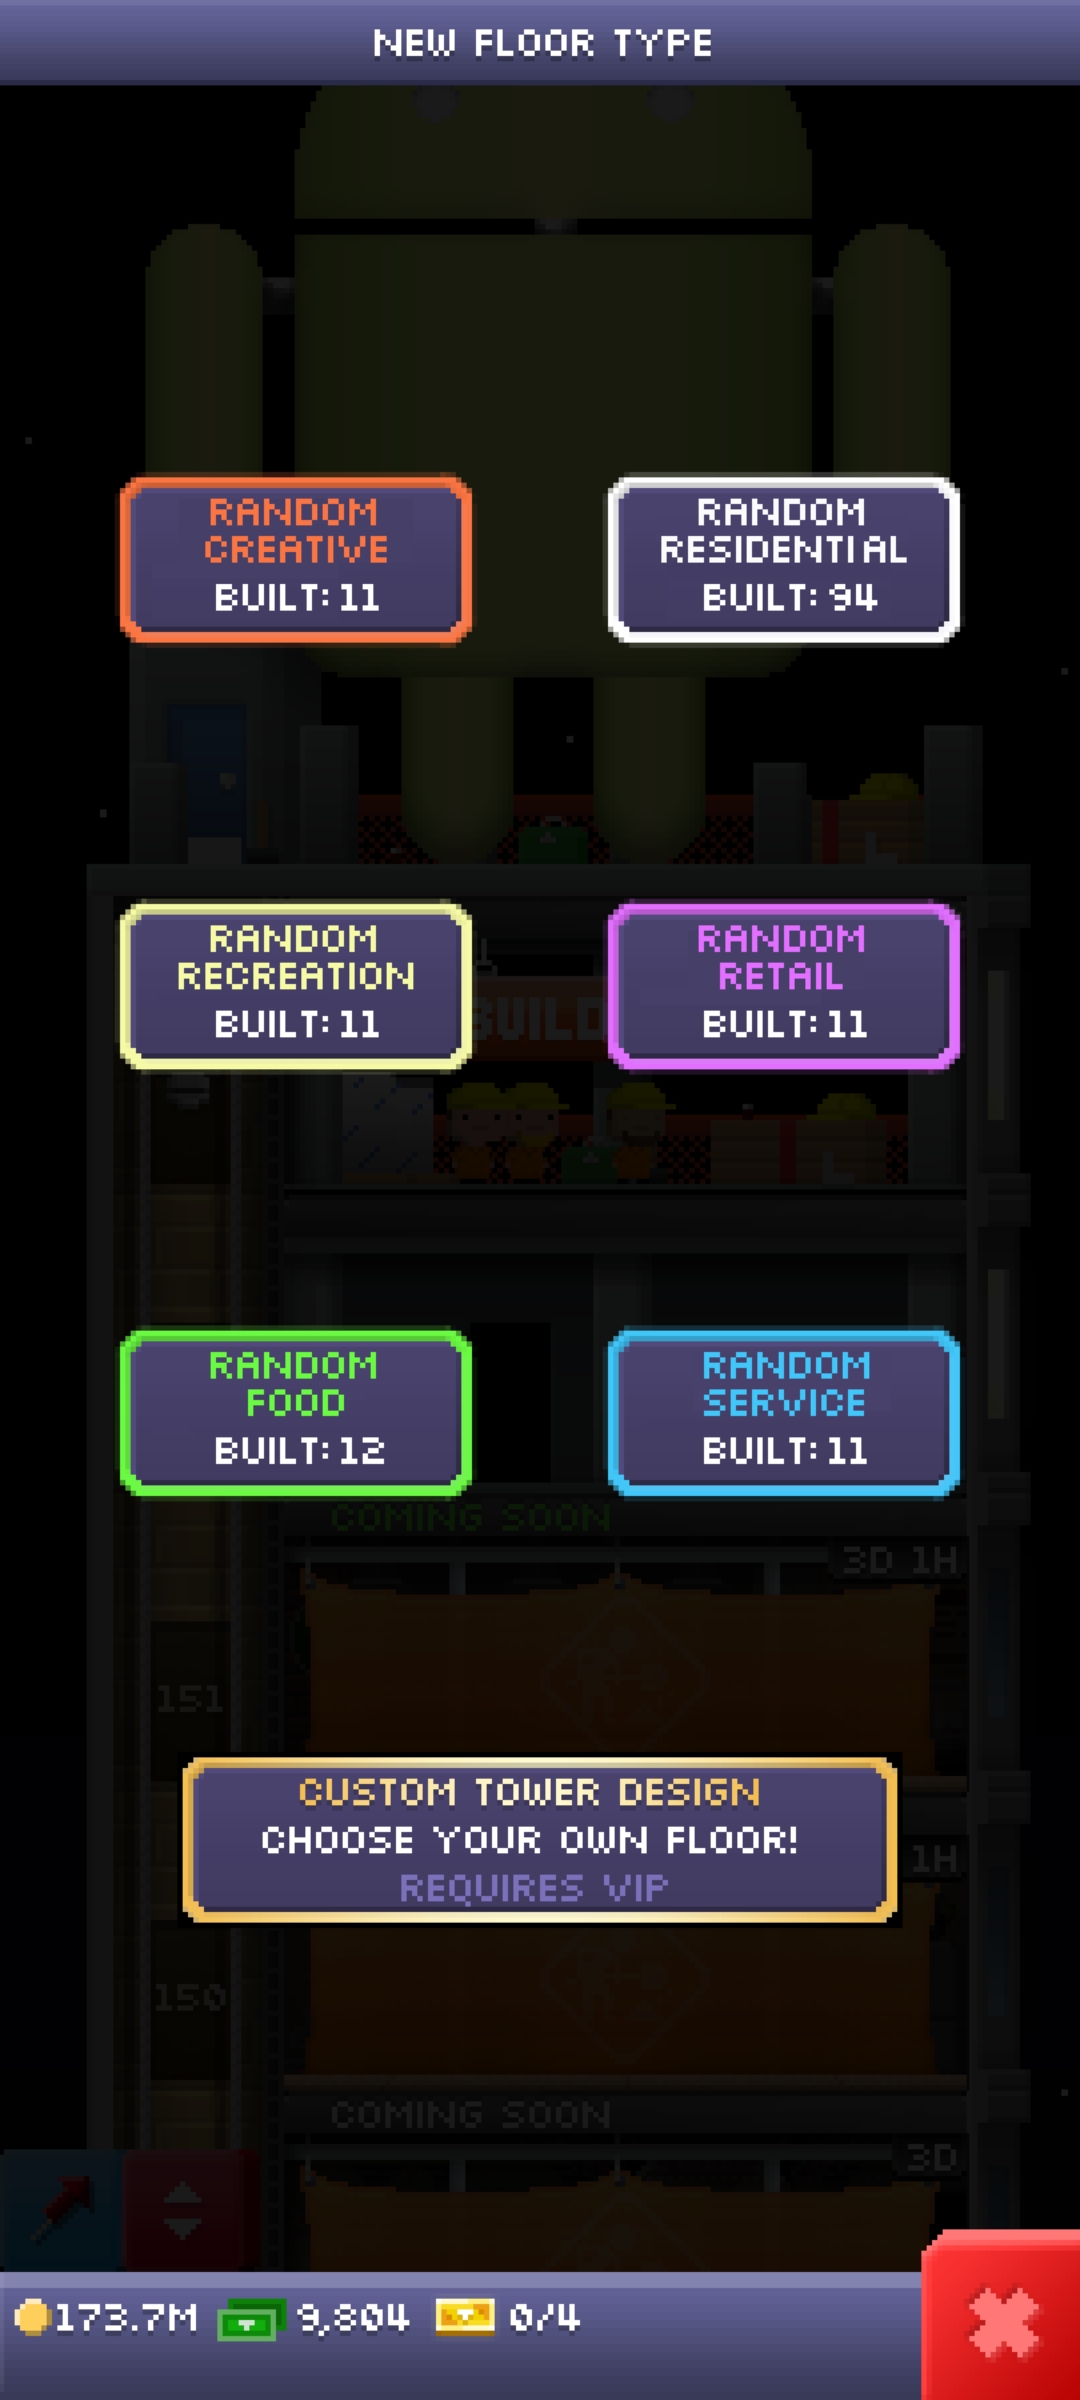 NEW FLOOR TYPE
RANDOM
CREATIVE
BUILT: 11
RANDOM
RESIDENTIAL
BUILT: 94
RANDOM
RECREATION
BUILT: 11
RANDOM
RETAIL
BUILT: 11
BUILD
RANDOM
FOOD
BUILT: 12
RANDOM
SERVICE
BUILT: 11
COMING SOON
3D 1H
151
CUSTOM TOWER DESIGN
CHOOSE YOUR OWN FLOOR!
REQUIRES VIP
1H
150
COMING SOON
3D
173.7M 9,804 0/4